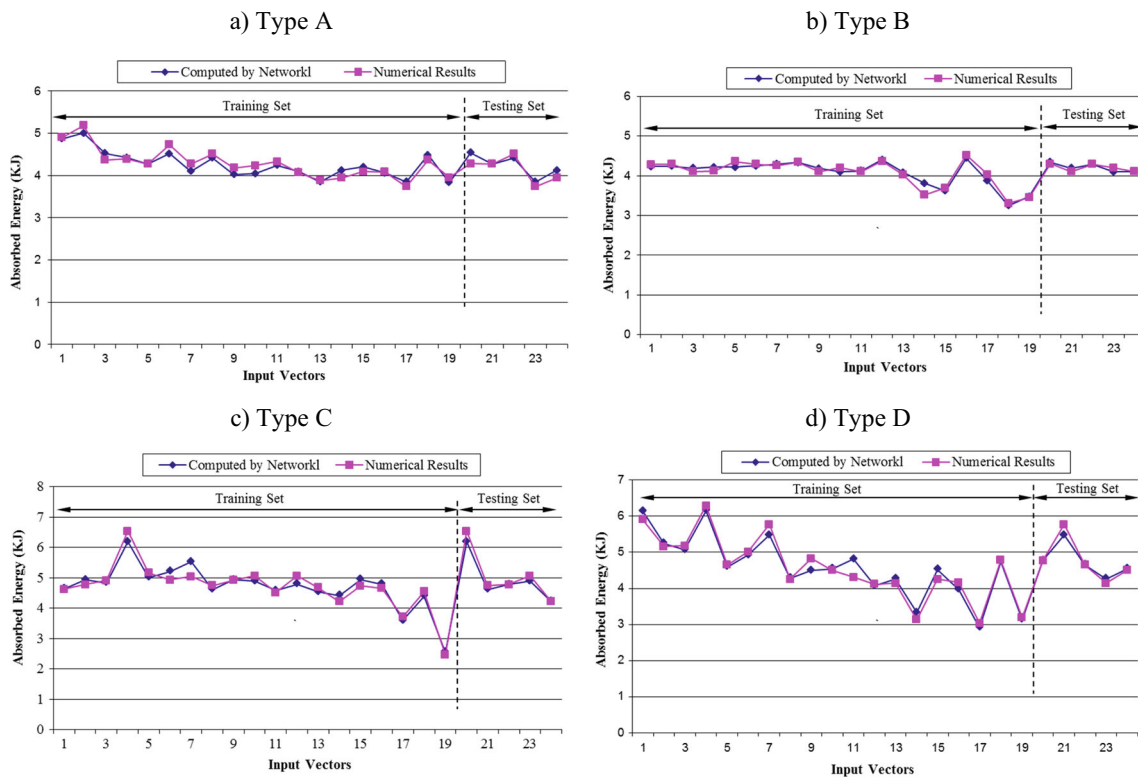 a) Type A
Computed by Networkl
Numerical Results
Training Set
Testing Set
6
5
4
3
2
1
0
Absorbed Energy (KJ)
1 3 5 7 9 11 13 15 17 19 21 23
Input Vectors
b) Type B
Computed by Networkl
Numerical Results
Training Set
Testing Set
6
5
4
3
2
1
0
Absorbed Energy (KJ)
1 3 5 7 9 11 13 15 17 19 21 23
Input Vectors
c) Type C
Computed by Networkl
Numerical Results
Training Set
Testing Set
8
7
6
5
4
3
2
1
0
Absorbed Energy (KJ)
1 3 5 7 9 11 13 15 17 19 21 23
Input Vectors
d) Type D
Computed by Networkl
Numerical Results
Training Set
Testing Set
7
6
5
4
3
2
1
0
Absorbed Energy (KJ)
1 3 5 7 9 11 13 15 17 19 21 23
Input Vectors